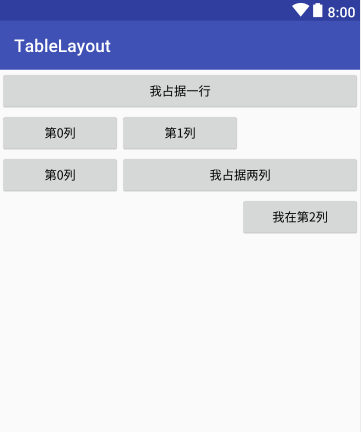 8:00
TableLayout
我占据一行
第0列 第1列
第0列 我占据两列
我在第2列